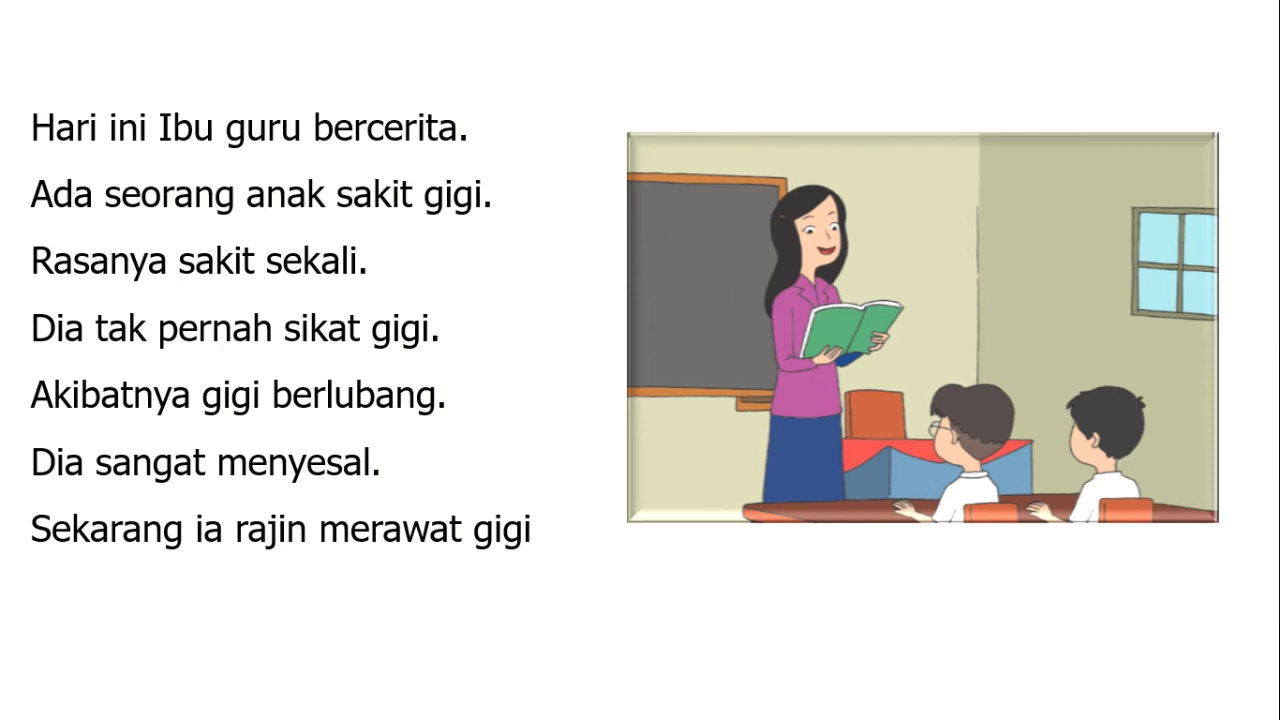 Hari ini Ibu guru bercerita.
Ada seorang anak sakit gigi.
Rasanya sakit sekali.
Dia tak pernah sikat gigi.
Akibatnya gigi berlubang.
Dia sangat menyesal.
Sekarang ia rajin merawat gigi